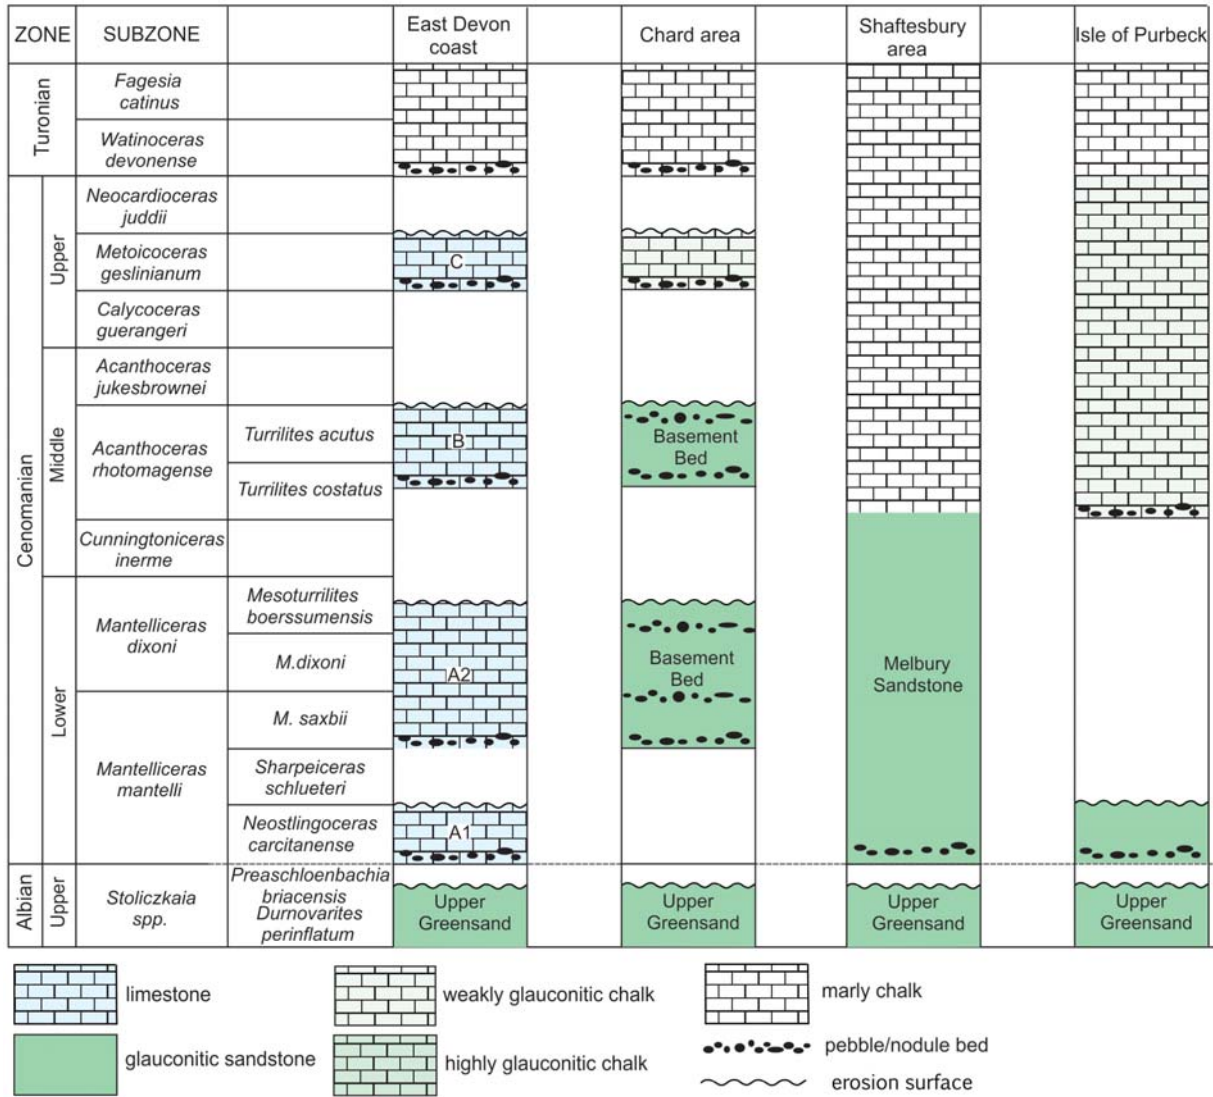 ZONE
SUBZONE
East Devon
coast
Chard area
Shaftesbury
area
Isle of Purbeck
Turonian
Fagesia
catinus
Watinoceras
devonense
Cenomanian
Upper
Neocardioceras
juddii
Metoicoceras
geslinianum
C
Calycoceras
guerangeri
Middle
Acanthoceras
jukesbrownei
Acanthoceras
rhotomagense
Turrilites acutus
B
Basement
Bed
Turrilites costatus
Cunningtoniceras
inerme
Lower
Mantelliceras
dixoni
Mesoturrilites
boerssumensis
M.dixoni
A2
Basement
Bed
Melbury
Sandstone
Mantelliceras
mantelli
M. saxbii
Sharpeiceras
schlueteri
Neostlingoceras
carcitanense
A1
Albian
Upper
Stoliczkaia
spp.
Preaschloenbachia
briacensis
Durnovarites
perinflatum
Upper
Greensand
Upper
Greensand
Upper
Greensand
Upper
Greensand
limestone
weakly glauconitic chalk
marly chalk
glauconitic sandstone
highly glauconitic chalk
pebble/nodule bed
erosion surface